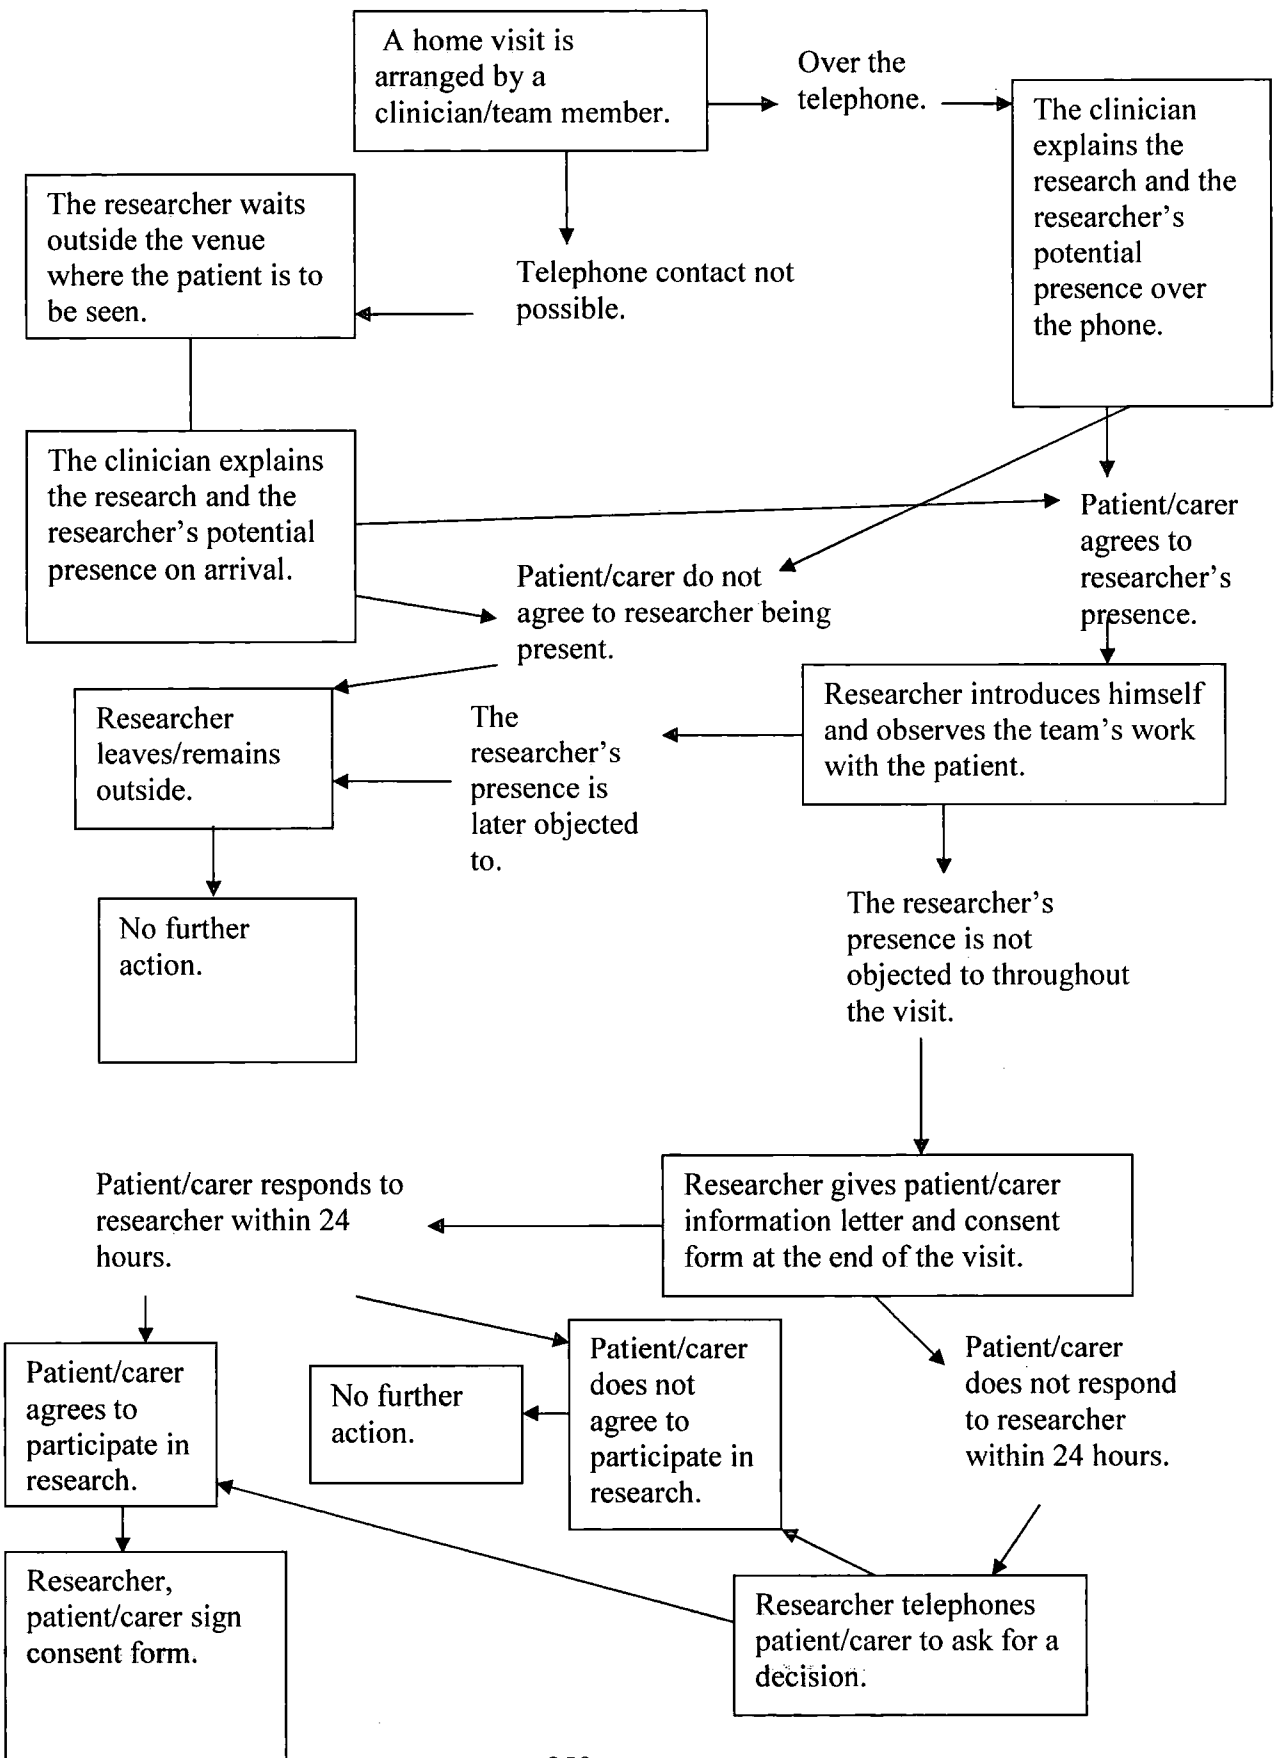 A home visit is
arranged by a
clinician/team member.
Over the
telephone.
The clinician
explains the
research and the
researcher's
potential
presence over
the phone.
The researcher waits
outside the venue
where the patient is to
be seen.
Telephone contact not
possible.
The clinician explains
the research and the
researcher's potential
presence on arrival.
Patient/carer
agrees to
researcher's
presence.
Patient/carer do not
agree to researcher being
present.
Researcher
leaves/remains
outside.
The
researcher's
presence is
later objected
to.
Researcher introduces himself
and observes the team's work
with the patient.
No further
action.
The researcher's
presence is not
objected to throughout
the visit.
Patient/carer responds to
researcher within 24
hours.
Researcher gives patient/carer
information letter and consent
form at the end of the visit.
Patient/carer
agrees to
participate in
research.
No further
action.
Patient/carer
does not
agree to
participate in
research.
Patient/carer
does not respond
to researcher
within 24 hours.
Researcher,
patient/carer sign
consent form.
Researcher telephones
patient/carer to ask for a
decision.